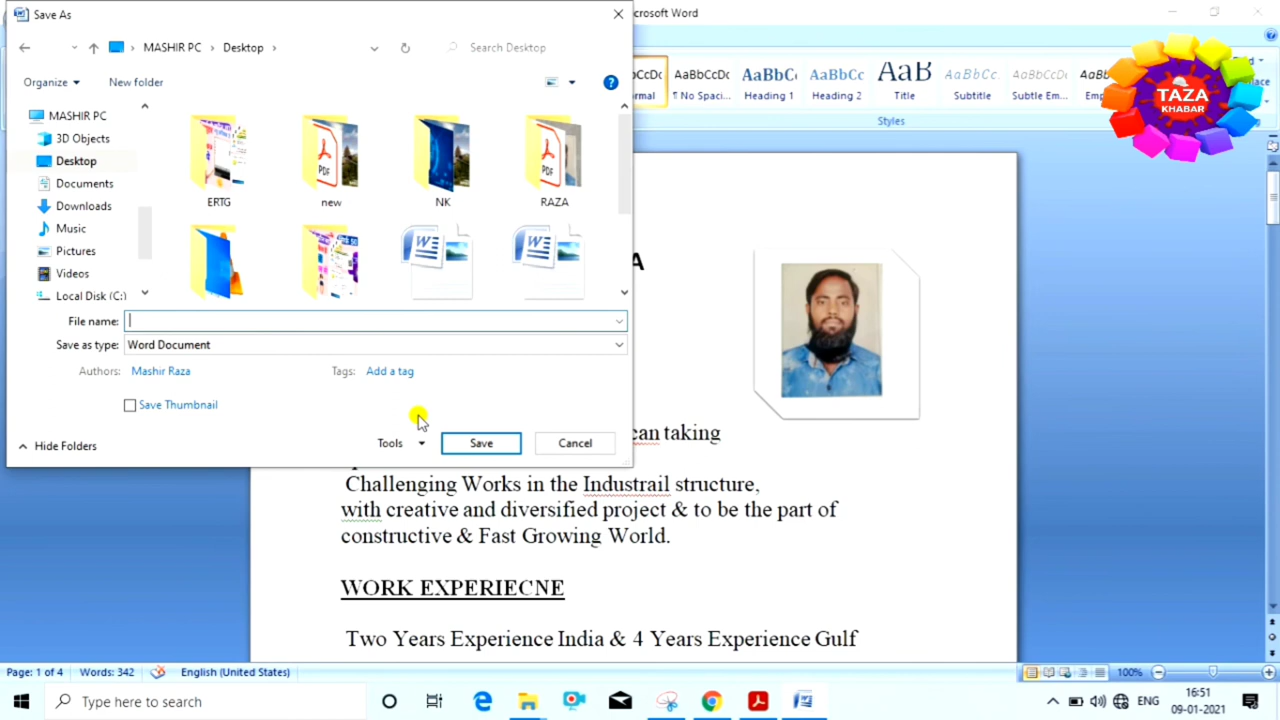 Save As
crosoft Word
MASHIR PC › Desktop ›
Search Desktop
Organize
New folder
MASHIR PC
3D Objects
Desktop
Documents
Downloads
Music
Pictures
Videos
Local Disk (C:)
ERTG
new
NK
RAZA
PDF
PDF
File name:
Save as type: Word Document
Authors: Mashir Raza
Tags: Add a tag
Save Thumbnail
Hide Folders
Tools
Save
Cancel
AaBbCcDc
¶ No Spaci...
AaBbC
Heading 1
AaBbCc
Heading 2
AaB
Title
AaBbCc.
Subtitle
AaBbCcDc
Subtle Em...
Styles
TAZA
KHABAR
A
can taking
Challenging Works in the Industrail structure,
with creative and diversified project & to be the part of
constructive & Fast Growing World.
WORK EXPERIECNE
Two Years Experience India & 4 Years Experience Gulf
Page: 1 of 4
Words: 342
English (United States)
100%
Type here to search
ENG
16:51
09-01-2021